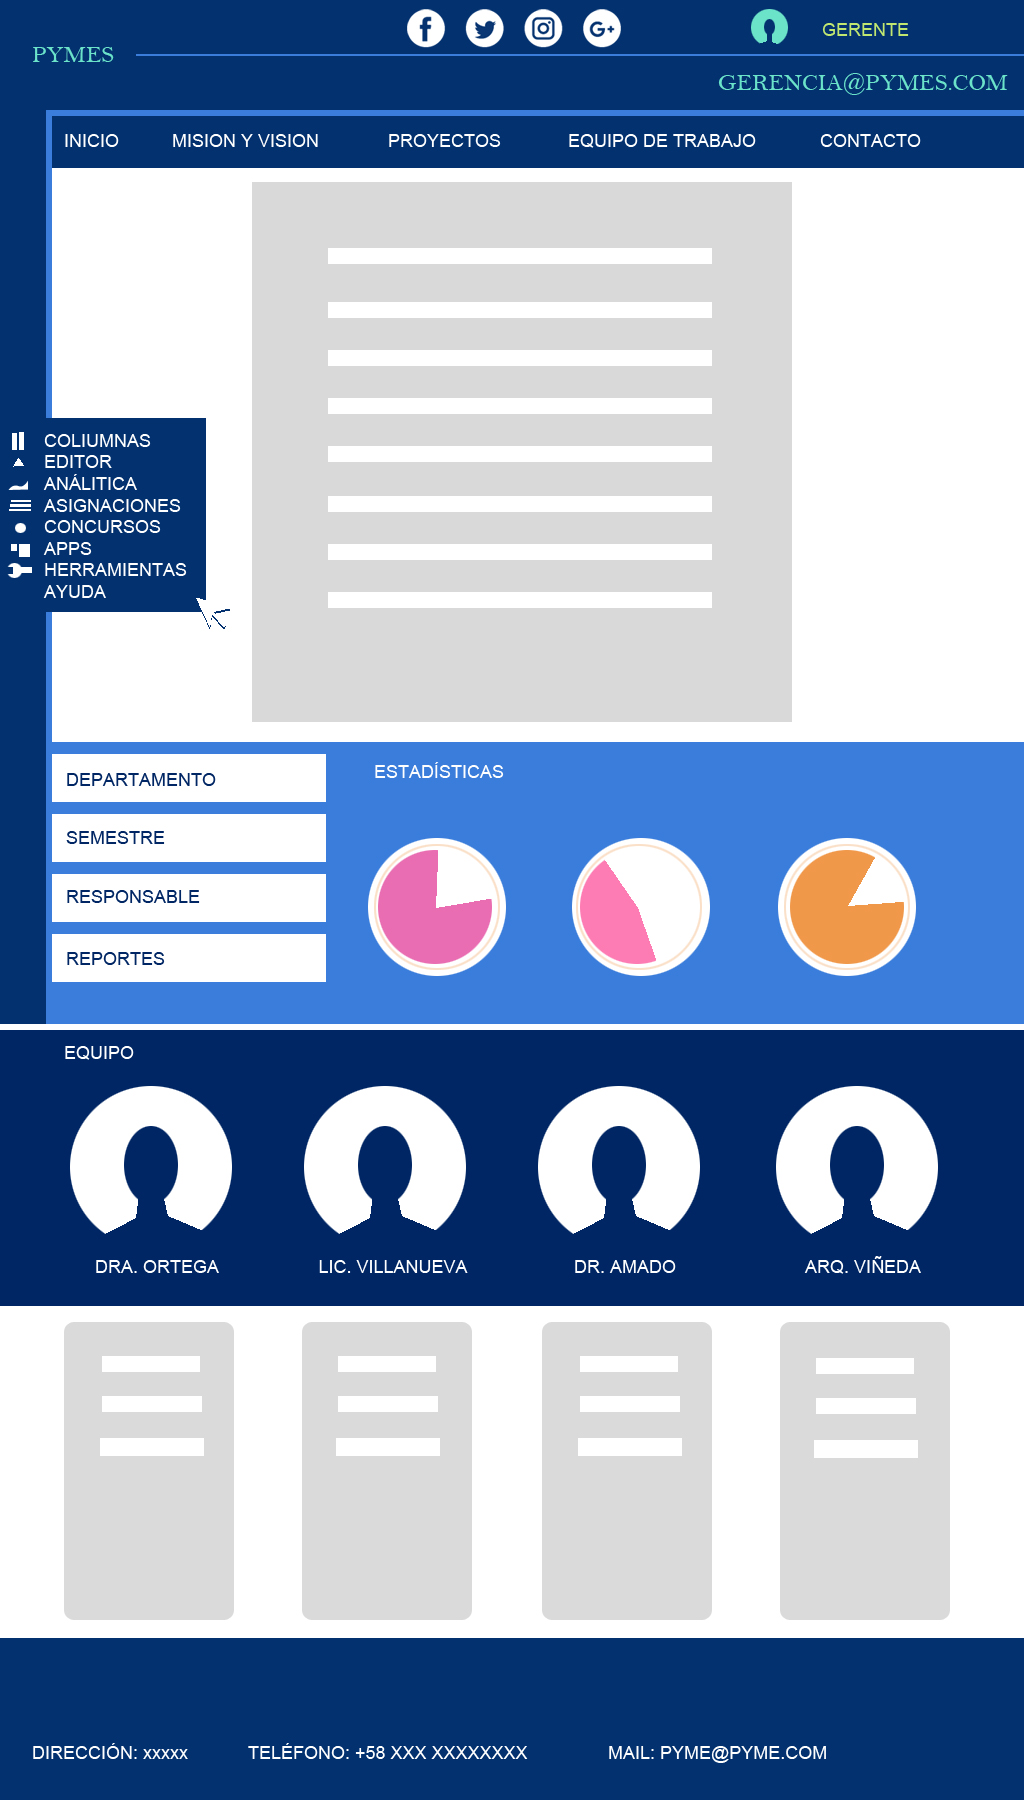 GERENTE
PYMES
GERENCIA@PYMES.COM
INICIO MISION Y VISION PROYECTOS EQUIPO DE TRABAJO CONTACTO
COLIUMNAS
EDITOR
ANÁLITICA
ASIGNACIONES
CONCURSOS
APPS
HERRAMIENTAS
AYUDA
DEPARTAMENTO
SEMESTRE
RESPONSABLE
REPORTES
ESTADÍSTICAS
EQUIPO
DRA. ORTEGA LIC. VILLANUEVA DR. AMADO ARQ. VIÑEDA
DIRECCIÓN: xxxxx TELÉFONO: +58 XXX XXXXXXXX MAIL: PYME@PYME.COM